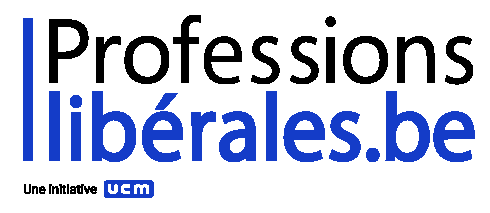 Professions
libérales.be
Une initiative ucm